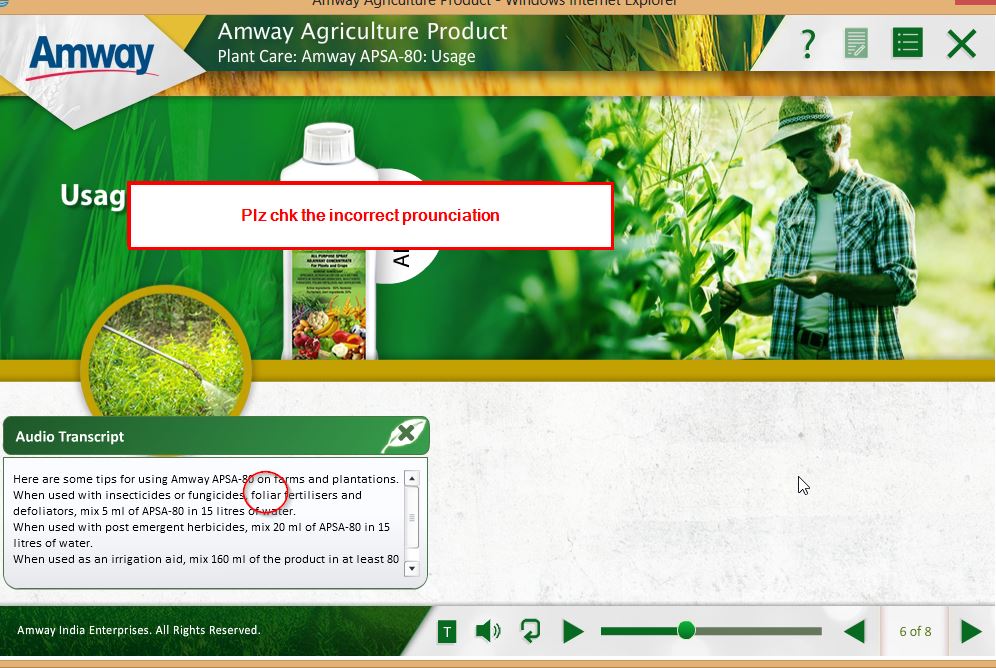 Amway Agriculture Product - Windows Internet Explorer
Amway
Amway Agriculture Product
Plant Care: Amway APSA-80: Usage
?
Usag
Plz chk the incorrect prounciation
ALL PURPOSE SPRAY
ADJUVANT CONCENTRATE
For Plants and Crops
Audio Transcript
Here are some tips for using Amway APSA-80 on farms and plantations.
When used with insecticides or fungicides, foliar fertilisers and
defoliators, mix 5 ml of APSA-80 in 15 litres of water.
When used with post emergent herbicides, mix 20 ml of APSA-80 in 15
litres of water.
When used as an irrigation aid, mix 160 ml of the product in at least 80
Amway India Enterprises. All Rights Reserved.
T
6 of 8